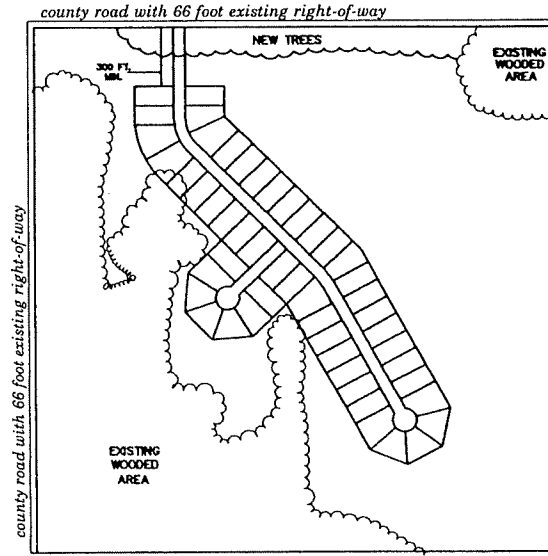 county road with 66 foot existing right-of-way
NEW TREES
EXISTING
WOODED
AREA
300 FT.
MIN.
county road with 66 foot existing right-of-way
EXISTING
WOODED
AREA